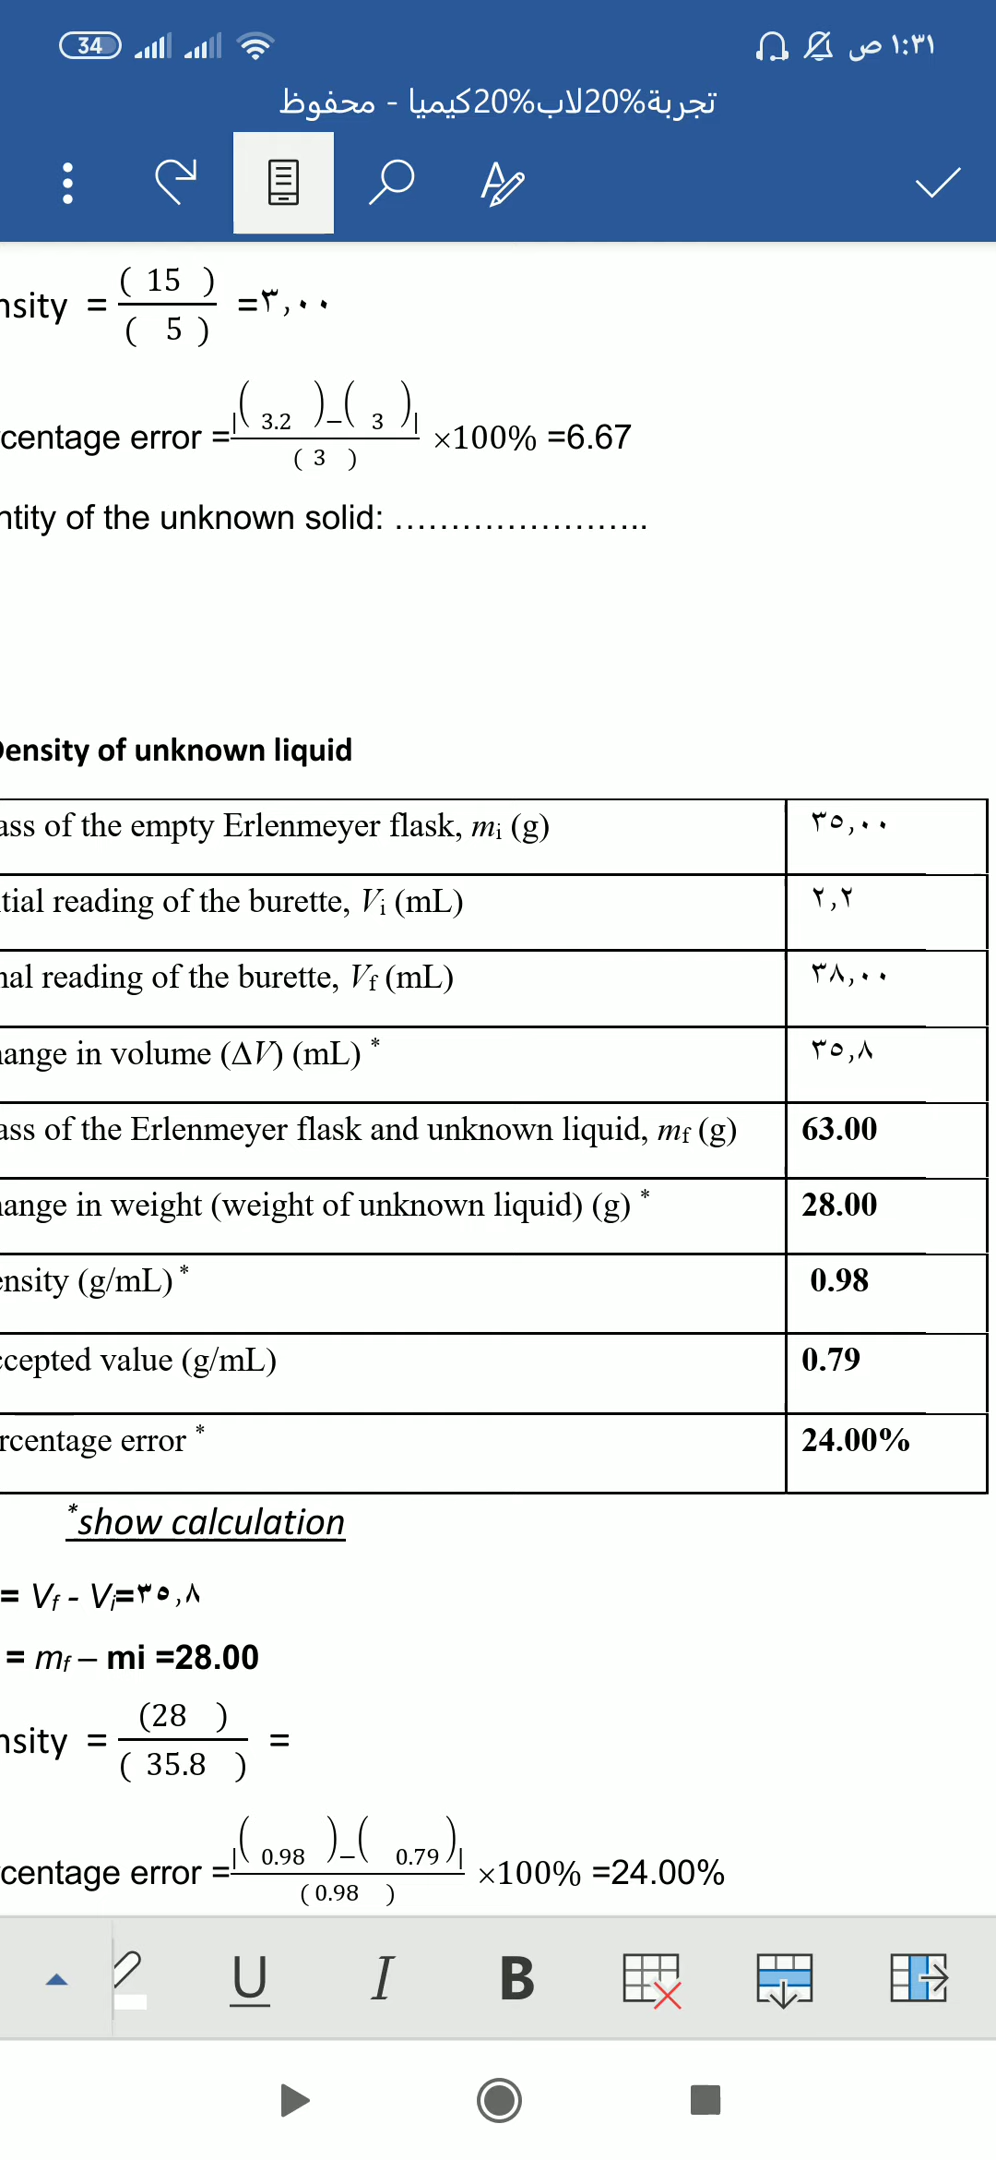 34 ١:٣١ ص
تجربة%20لاب%20كيميا - محفوظ
nsity = ( 15 ) / ( 5 ) =٣,٠٠
centage error = |( 3.2 )-( 3 )| / ( 3 ) ×100% =6.67
ntity of the unknown solid: ........................
Density of unknown liquid
ass of the empty Erlenmeyer flask, mi (g) ٣٥,٠٠
tial reading of the burette, Vi (mL) ٢,٢
nal reading of the burette, Vf (mL) ٣٨,٠٠
hange in volume (ΔV) (mL) * ٣٥,٨
ass of the Erlenmeyer flask and unknown liquid, mf (g) 63.00
hange in weight (weight of unknown liquid) (g) * 28.00
ensity (g/mL) * 0.98
ccepted value (g/mL) 0.79
rcentage error * 24.00%
*show calculation
= Vf - Vi=٣٥,٨
= mf – mi =28.00
nsity = (28 ) / ( 35.8 ) =
centage error = |( 0.98 )-( 0.79 )| / ( 0.98 ) ×100% =24.00%
U I B